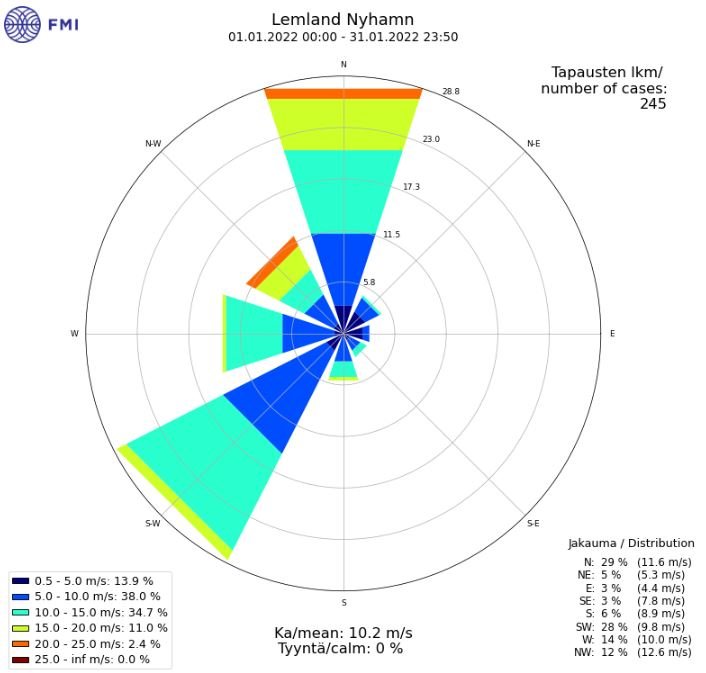 FMI
Lemland Nyhamn
01.01.2022 00:00 - 31.01.2022 23:50
Tapausten lkm/
number of cases:
245
N
N-E
E
S-E
S
S-W
W
N-W
28.8
23.0
17.3
11.5
5.8
0.5 - 5.0 m/s: 13.9 %
5.0 - 10.0 m/s: 38.0 %
10.0 - 15.0 m/s: 34.7 %
15.0 - 20.0 m/s: 11.0 %
20.0 - 25.0 m/s: 2.4 %
25.0 - inf m/s: 0.0 %
Ka/mean: 10.2 m/s
Tyyntä/calm: 0 %
Jakauma / Distribution
N: 29 % (11.6 m/s)
NE: 5 % (5.3 m/s)
E: 3 % (4.4 m/s)
SE: 3 % (7.8 m/s)
S: 6 % (8.9 m/s)
SW: 28 % (9.8 m/s)
W: 14 % (10.0 m/s)
NW: 12 % (12.6 m/s)